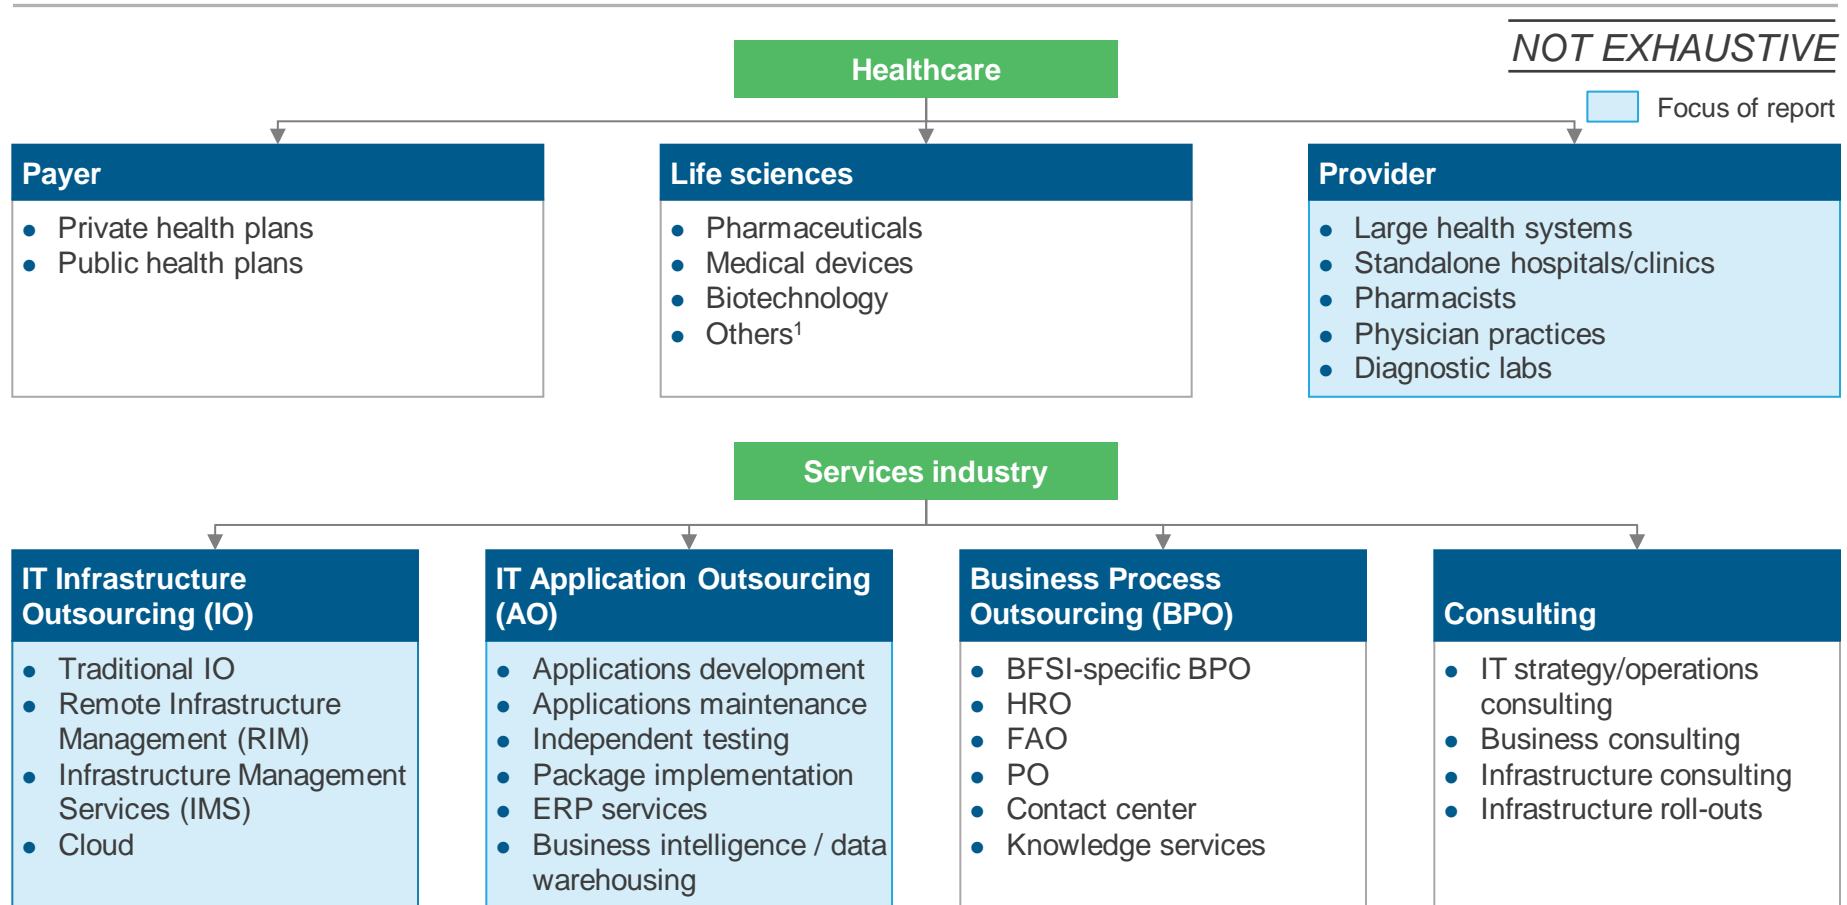 NOT EXHAUSTIVE
Focus of report
Healthcare
Payer
● Private health plans
● Public health plans
Life sciences
● Pharmaceuticals
● Medical devices
● Biotechnology
● Others¹
Provider
● Large health systems
● Standalone hospitals/clinics
● Pharmacists
● Physician practices
● Diagnostic labs
Services industry
IT Infrastructure
Outsourcing (IO)
● Traditional IO
● Remote Infrastructure
Management (RIM)
● Infrastructure Management
Services (IMS)
● Cloud
IT Application Outsourcing
(AO)
● Applications development
● Applications maintenance
● Independent testing
● Package implementation
● ERP services
● Business intelligence / data
warehousing
Business Process
Outsourcing (BPO)
● BFSI-specific BPO
● HRO
● FAO
● PO
● Contact center
● Knowledge services
Consulting
● IT strategy/operations
consulting
● Business consulting
● Infrastructure consulting
● Infrastructure roll-outs